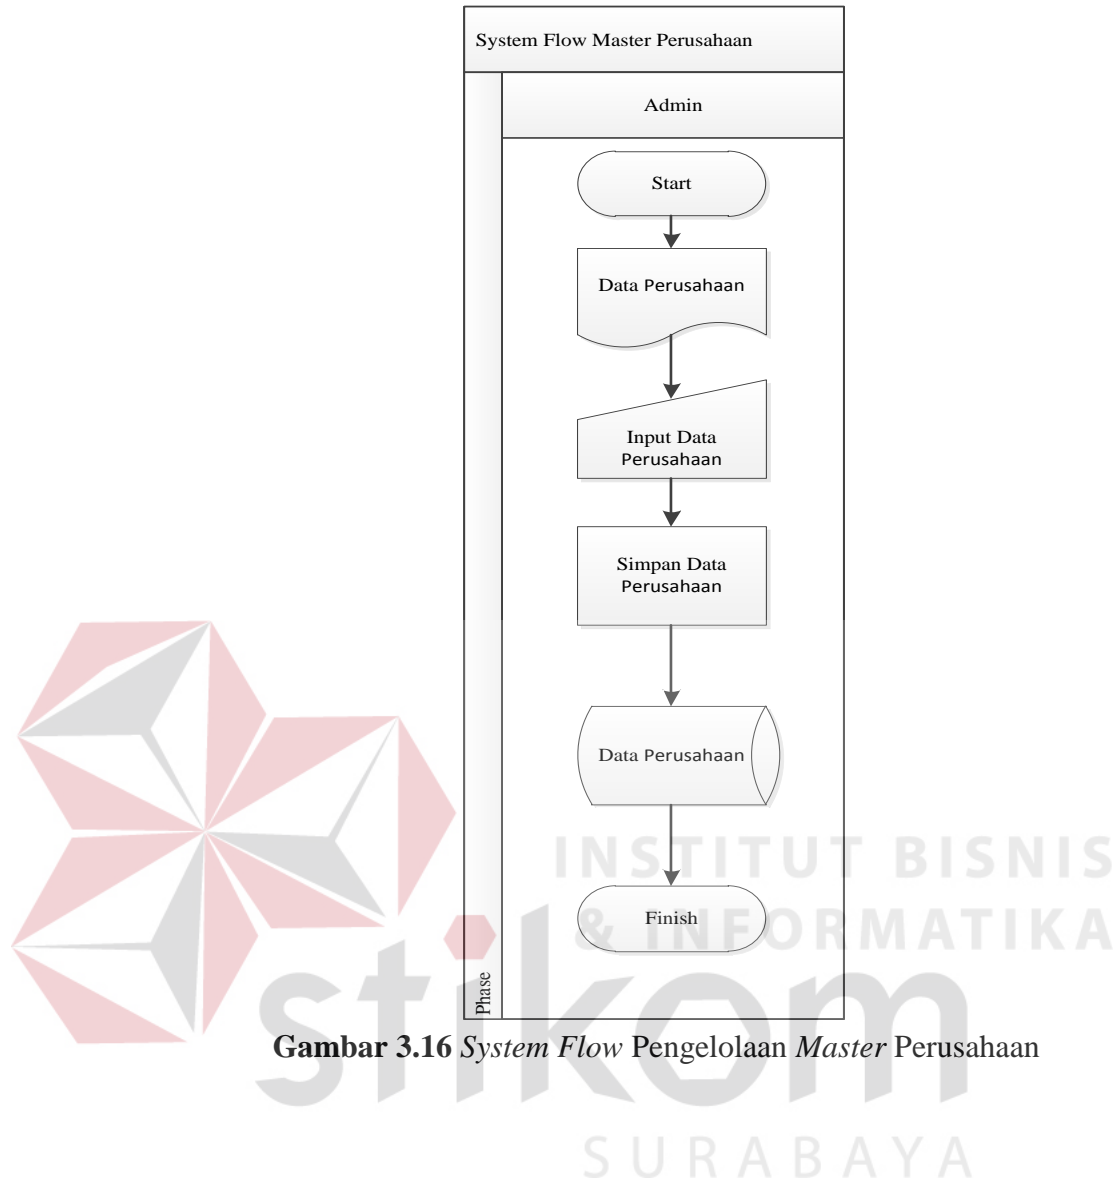 System Flow Master Perusahaan
Admin
Start
Data Perusahaan
Input Data
Perusahaan
Simpan Data
Perusahaan
Data Perusahaan
Finish
Phase
Gambar 3.16 System Flow Pengelolaan Master Perusahaan
INSTITUT BISNIS
& INFORMATIKA
stikom
SURABAYA